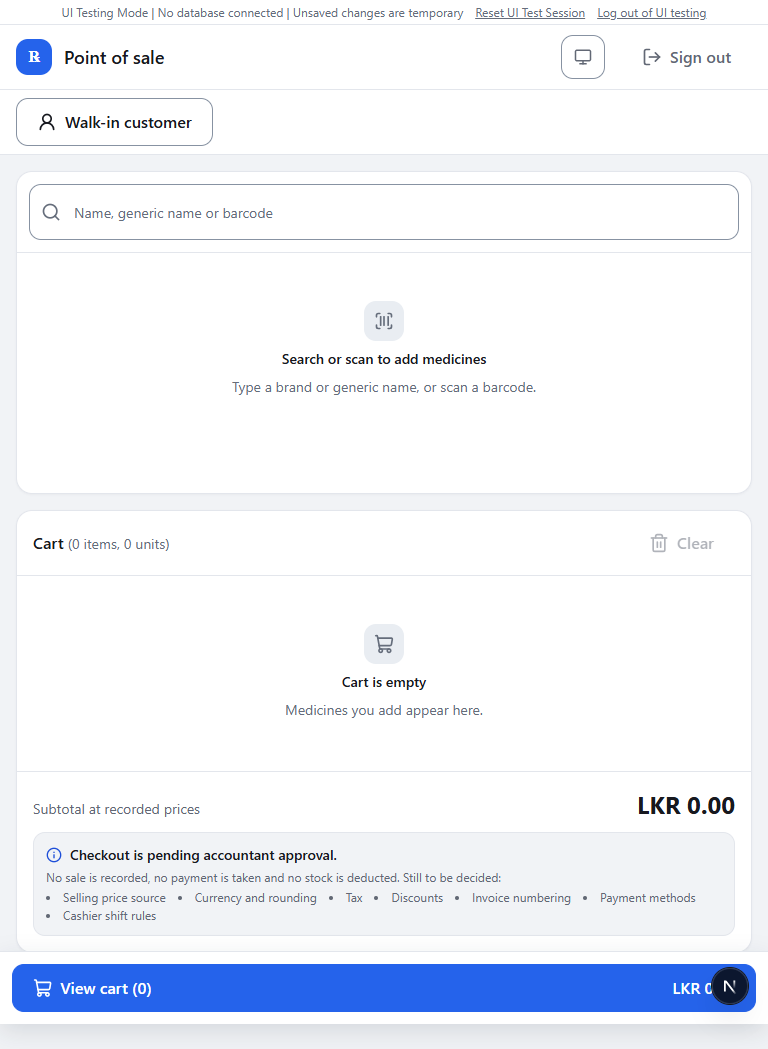 UI Testing Mode | No database connected | Unsaved changes are temporary Reset UI Test Session Log out of UI testing
℞ Point of sale Sign out
Walk-in customer
Name, generic name or barcode
Search or scan to add medicines
Type a brand or generic name, or scan a barcode.
Cart (0 items, 0 units) Clear
Cart is empty
Medicines you add appear here.
Subtotal at recorded prices LKR 0.00
Checkout is pending accountant approval.
No sale is recorded, no payment is taken and no stock is deducted. Still to be decided:
• Selling price source • Currency and rounding • Tax • Discounts • Invoice numbering • Payment methods
• Cashier shift rules
View cart (0) LKR 0 N